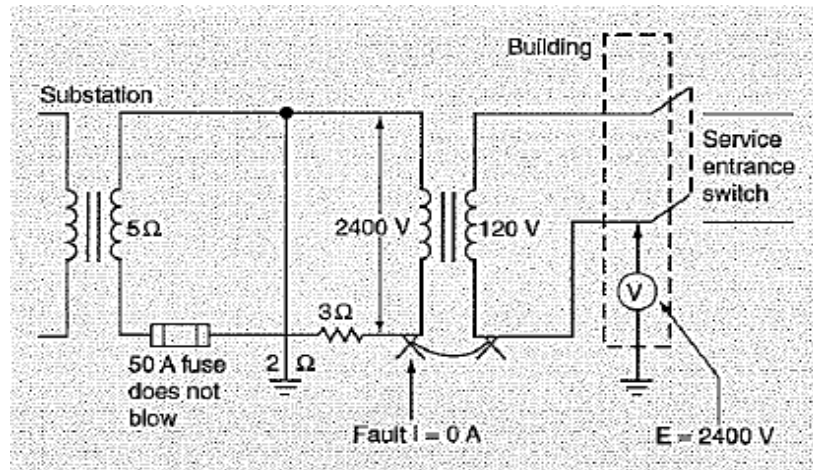 Building
Substation
Service
entrance
switch
5Ω
2400 V
120 V
3Ω
V
50 A fuse
does not
blow
2 Ω
Fault I = 0 A
E = 2400 V